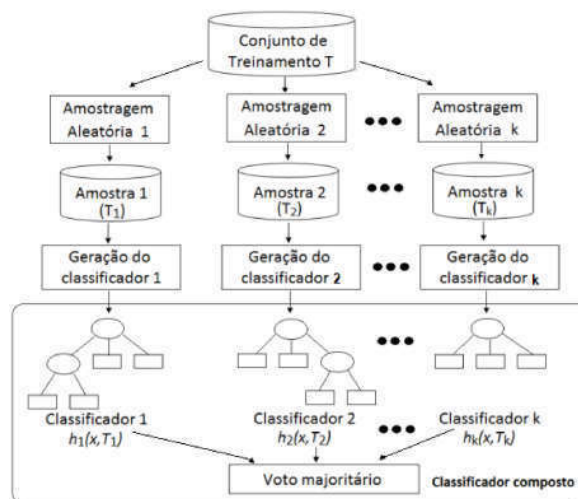 Conjunto de
Treinamento T
Amostragem
Aleatória 1
Amostragem
Aleatória 2
Amostragem
Aleatória k
Amostra 1
(T1)
Amostra 2
(T2)
Amostra k
(Tk)
Geração do
classificador 1
Geração do
classificador 2
Geração do
classificador k
Classificador 1
h1(x,T1)
Classificador 2
h2(x,T2)
Classificador k
hk(x,Tk)
Voto majoritário
Classificador composto